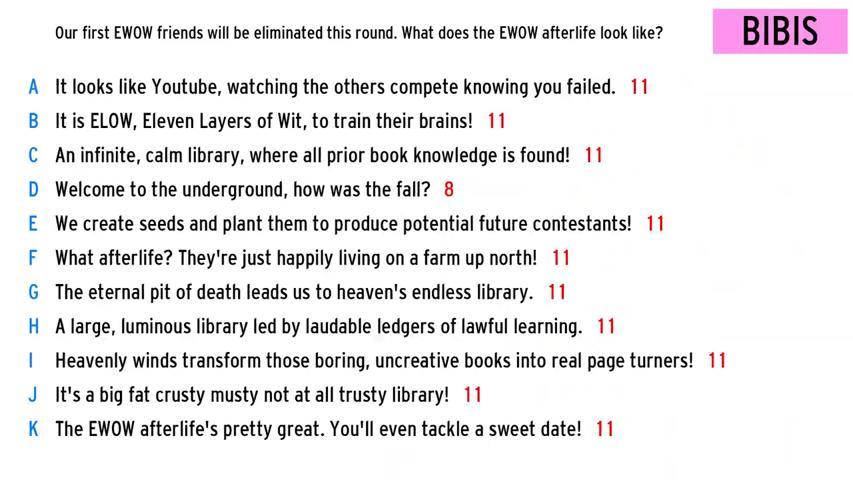 Our first EWOW friends will be eliminated this round. What does the EWOW afterlife look like?
BIBIS
A It looks like Youtube, watching the others compete knowing you failed. 11
B It is ELOW, Eleven Layers of Wit, to train their brains! 11
C An infinite, calm library, where all prior book knowledge is found! 11
D Welcome to the underground, how was the fall? 8
E We create seeds and plant them to produce potential future contestants! 11
F What afterlife? They're just happily living on a farm up north! 11
G The eternal pit of death leads us to heaven's endless library. 11
H A large, luminous library led by laudable ledgers of lawful learning. 11
I Heavenly winds transform those boring, uncreative books into real page turners! 11
J It's a big fat crusty musty not at all trusty library! 11
K The EWOW afterlife's pretty great. You'll even tackle a sweet date! 11